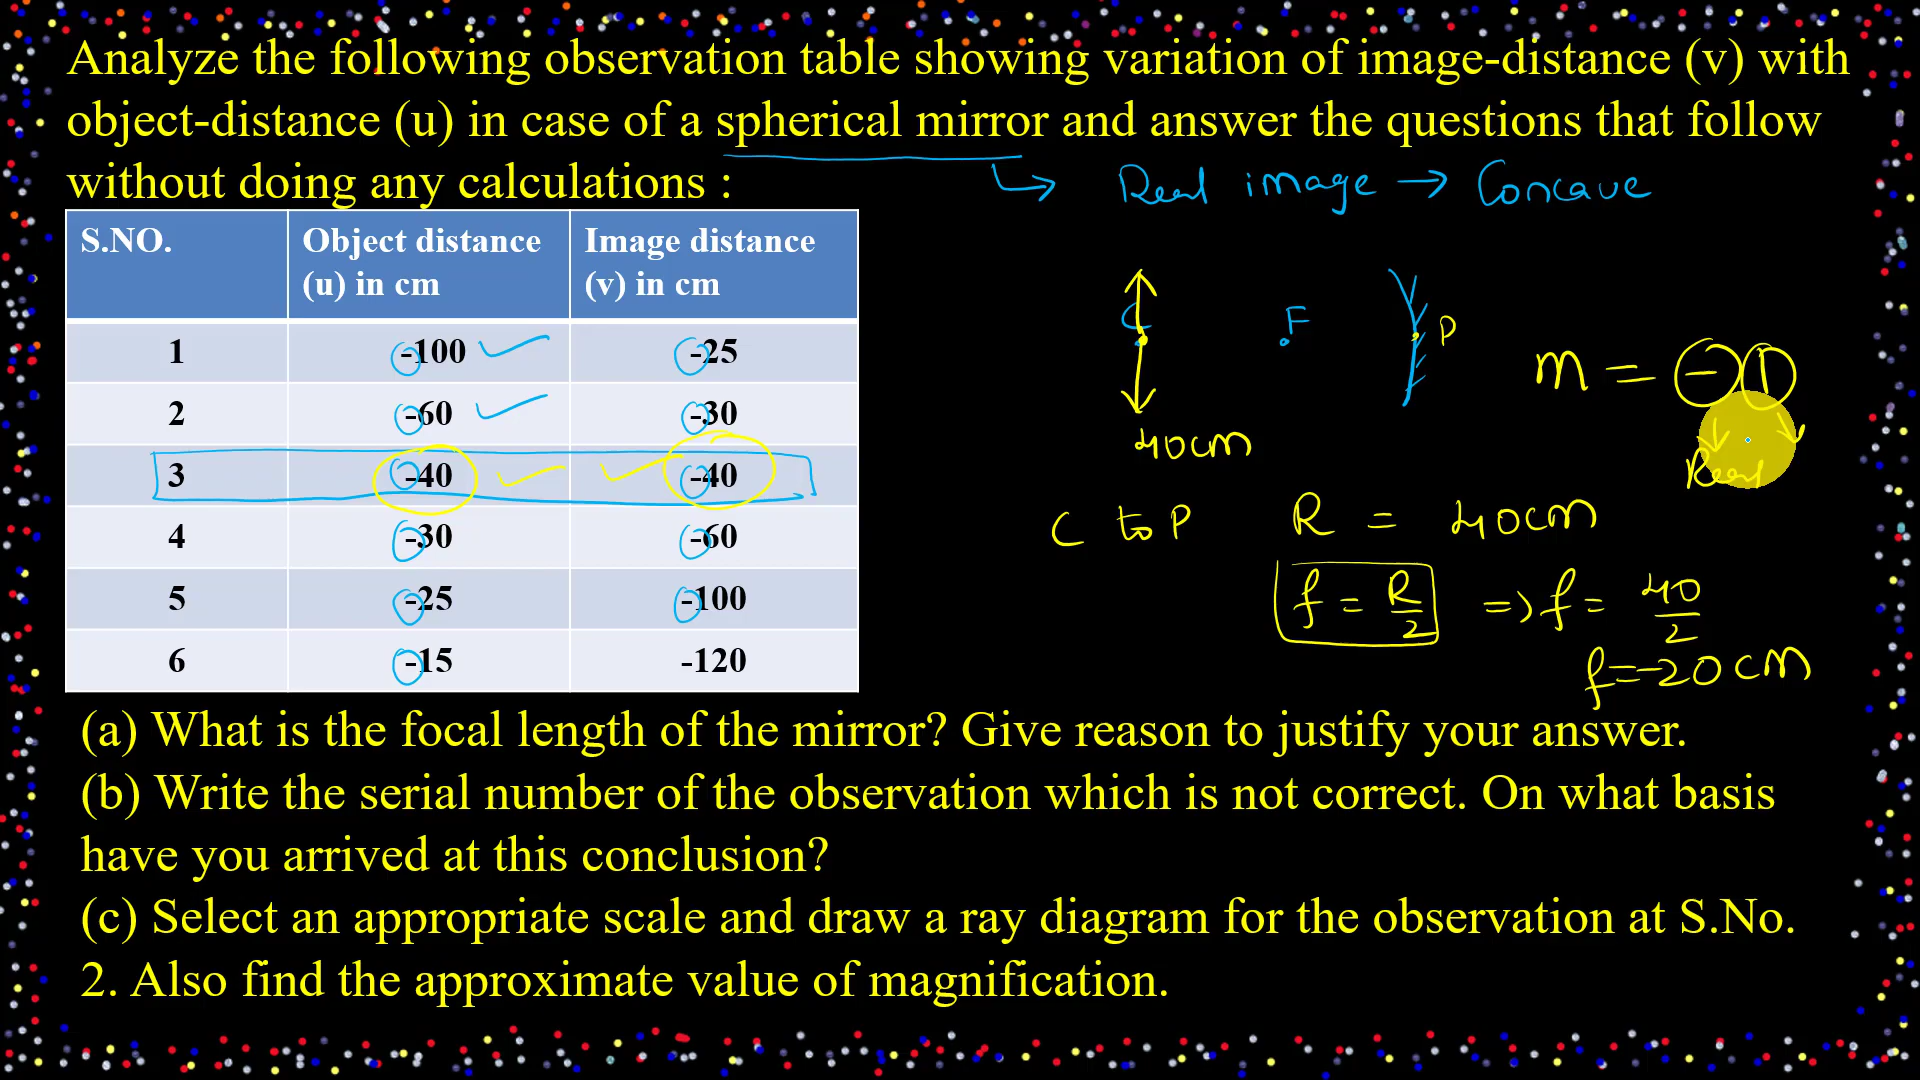 Analyze the following observation table showing variation of image-distance (v) with
object-distance (u) in case of a spherical mirror and answer the questions that follow
without doing any calculations :
Real image → Concave
S.NO. Object distance (u) in cm Image distance (v) in cm
1 -100 -25
2 -60 -30
3 -40 -40
4 -30 -60
5 -25 -100
6 -15 -120
C F P
40cm
m = -1
Real
C to P R = 40cm
f = R/2 => f = 40/2
f=-20cm
(a) What is the focal length of the mirror? Give reason to justify your answer.
(b) Write the serial number of the observation which is not correct. On what basis
have you arrived at this conclusion?
(c) Select an appropriate scale and draw a ray diagram for the observation at S.No.
2. Also find the approximate value of magnification.